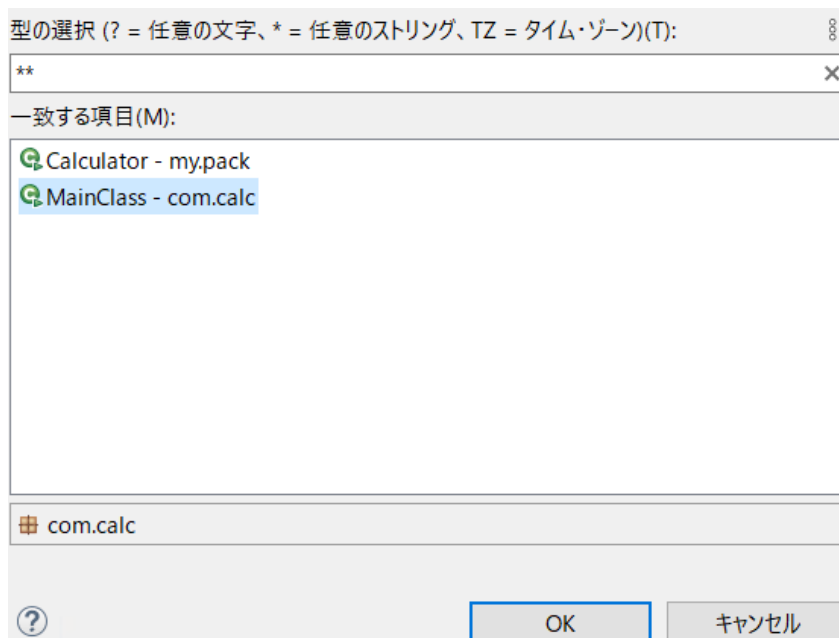 型の選択 (? = 任意の文字、* = 任意のストリング、TZ = タイム・ゾーン)(T):
**
一致する項目(M):
Calculator - my.pack
MainClass - com.calc
com.calc
OK キャンセル